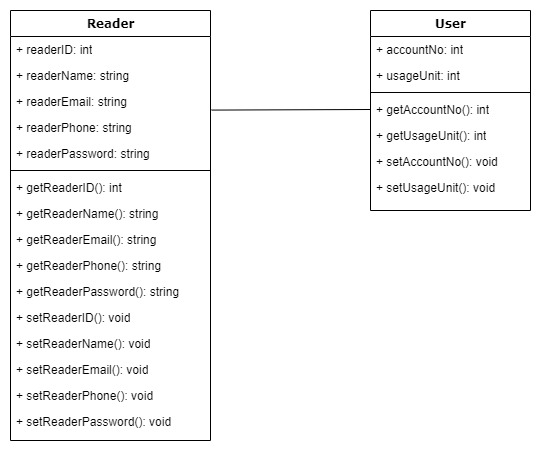 Reader
+ readerID: int
+ readerName: string
+ readerEmail: string
+ readerPhone: string
+ readerPassword: string
+ getReaderID(): int
+ getReaderName(): string
+ getReaderEmail(): string
+ getReaderPhone(): string
+ getReaderPassword(): string
+ setReaderID(): void
+ setReaderName(): void
+ setReaderEmail(): void
+ setReaderPhone(): void
+ setReaderPassword(): void
User
+ accountNo: int
+ usageUnit: int
+ getAccountNo(): int
+ getUsageUnit(): int
+ setAccountNo(): void
+ setUsageUnit(): void